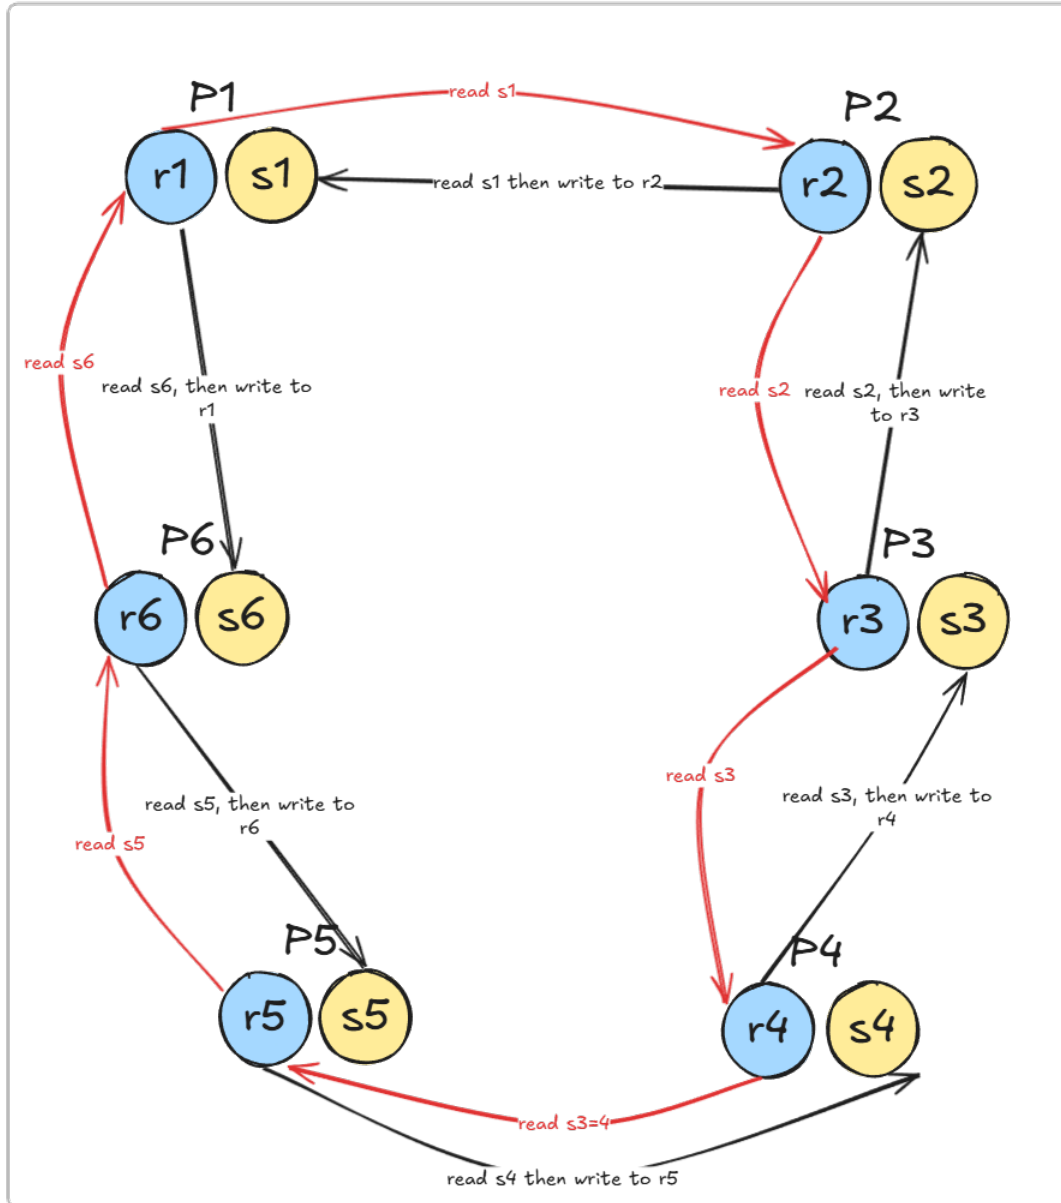 P1
read s1
P2
r1
s1
read s1 then write to r2
r2
s2
read s6
read s6, then write to
r1
read s2
read s2, then write
to r3
P6
P3
r6
s6
r3
s3
read s5, then write to
r6
read s3
read s3, then write to
r4
read s5
P5
P4
r5
s5
r4
s4
read s3=4
read s4 then write to r5